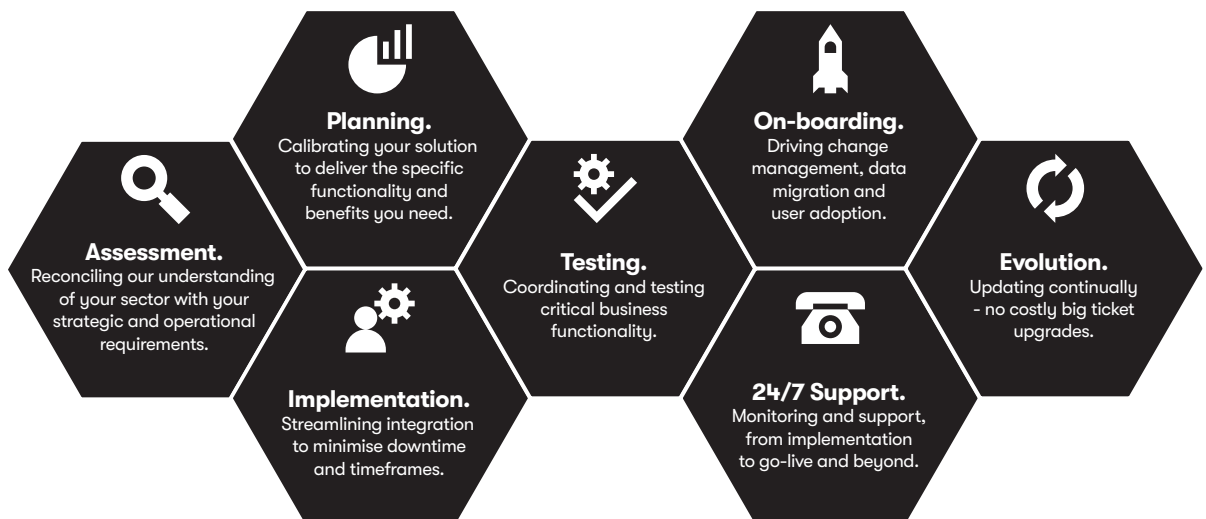 Assessment.
Reconciling our understanding
of your sector with your
strategic and operational
requirements.
Planning.
Calibrating your solution
to deliver the specific
functionality and
benefits you need.
Implementation.
Streamlining integration
to minimise downtime
and timeframes.
Testing.
Coordinating and testing
critical business
functionality.
On-boarding.
Driving change
management, data
migration and
user adoption.
24/7 Support.
Monitoring and support,
from implementation
to go-live and beyond.
Evolution.
Updating continually
- no costly big ticket
upgrades.